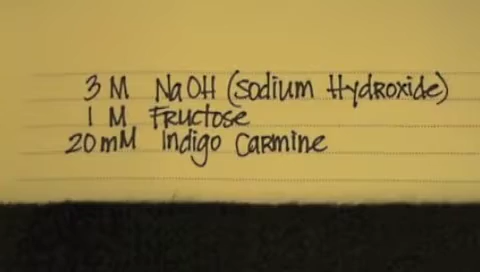 3 M NaOH (Sodium Hydroxide)
1 M Fructose
20mM Indigo Carmine